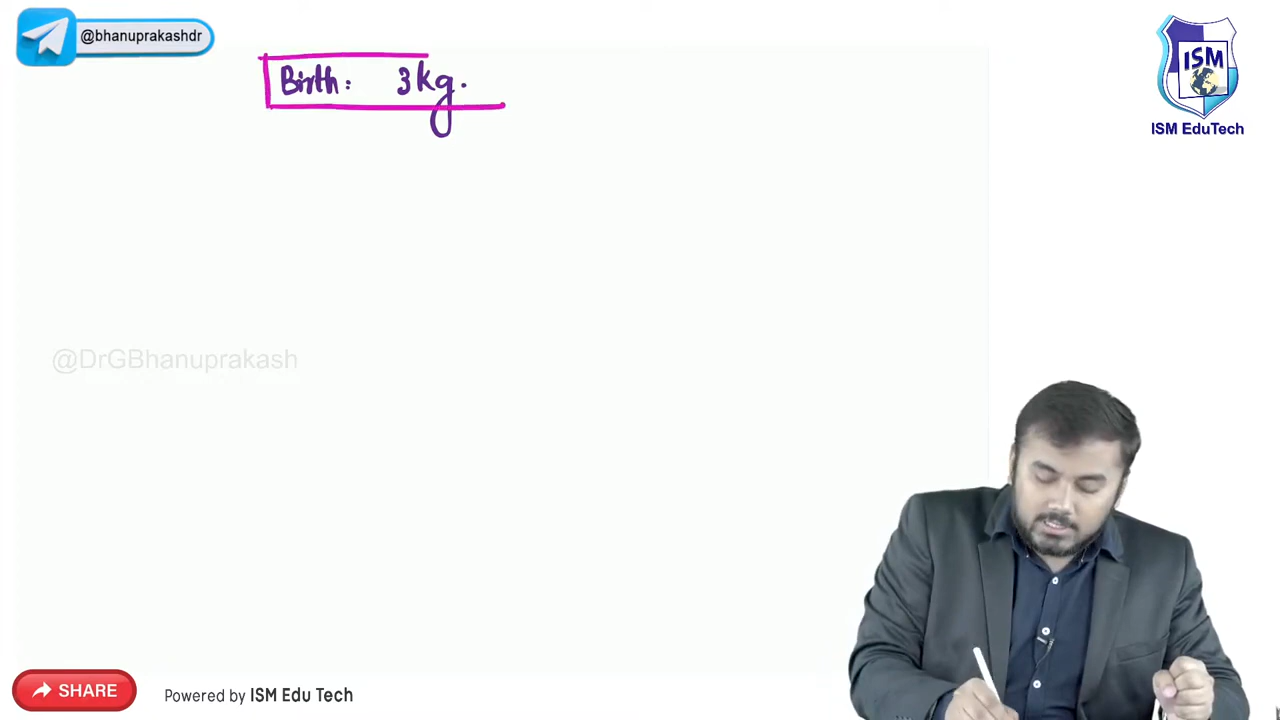 @bhanuprakashdr
Birth: 3kg.
ISM
ISM EduTech
@DrGBhanuprakash
SHARE
Powered by ISM Edu Tech